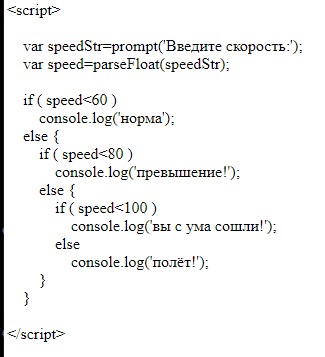 <script>
var speedStr=prompt('Введите скорость:');
var speed=parseFloat(speedStr);
if ( speed<60 )
console.log('норма');
else {
if ( speed<80 )
console.log('превышение!');
else {
if ( speed<100 )
console.log('вы с ума сошли!');
else
console.log('полёт!');
}
}
</script>